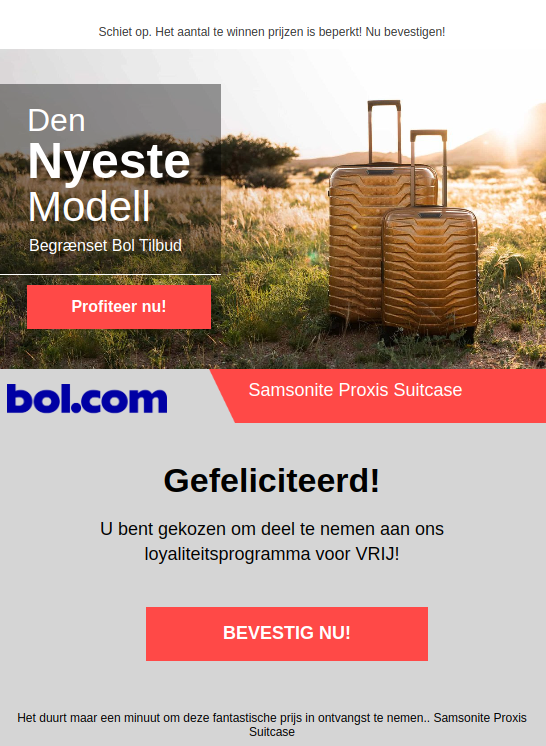 Schiet op. Het aantal te winnen prijzen is beperkt! Nu bevestigen!
Den
Nyeste
Modell
Begrænset Bol Tilbud
Profiteer nu!
bol.com
Samsonite Proxis Suitcase
Gefeliciteerd!
U bent gekozen om deel te nemen aan ons
loyaliteitsprogramma voor VRIJ!
BEVESTIG NU!
Het duurt maar een minuut om deze fantastische prijs in ontvangst te nemen.. Samsonite Proxis
Suitcase